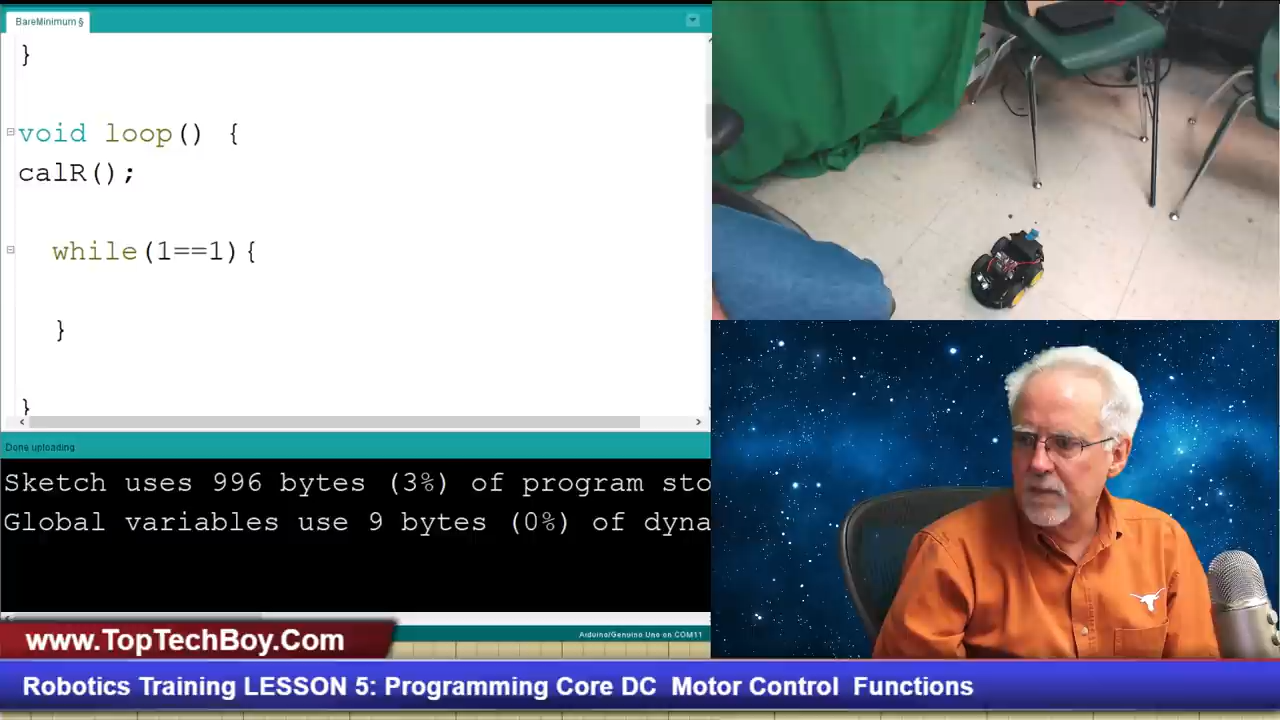 BareMinimum §
}
void loop() {
calR();
while(1==1){
}
}
Done uploading
Sketch uses 996 bytes (3%) of program sto
Global variables use 9 bytes (0%) of dyna
Arduino/Genuino Uno on COM11
www.TopTechBoy.Com
Robotics Training LESSON 5: Programming Core DC Motor Control Functions